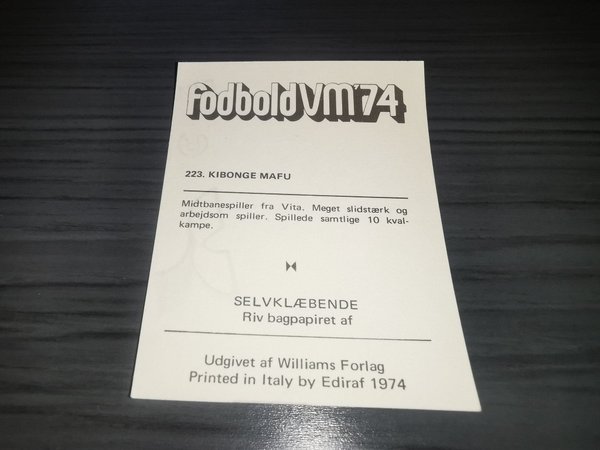 fodboldVM'74
223. KIBONGE MAFU
Midtbanespiller fra Vita. Meget slidstærk og
arbejdsom spiller. Spillede samtlige 10 kval-
kampe.
SELVKLÆBENDE
Riv bagpapiret af
Udgivet af Williams Forlag
Printed in Italy by Ediraf 1974